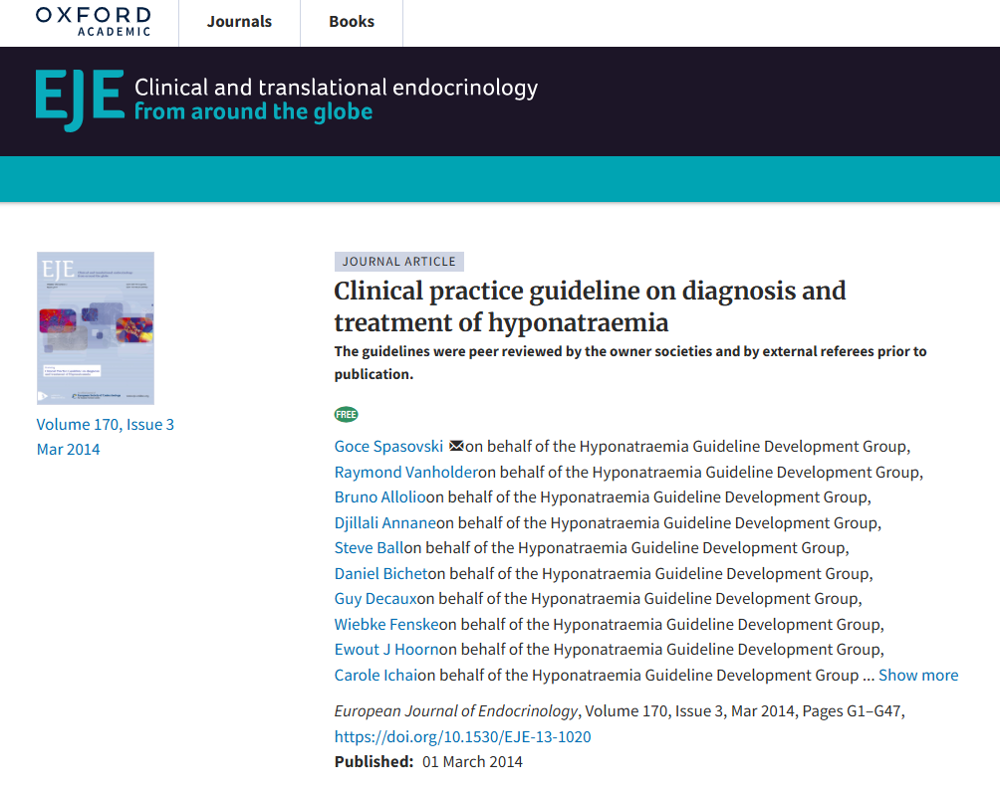 OXFORD
ACADEMIC
Journals
Books
EJE
Clinical and translational endocrinology
from around the globe
EJE
Volume 170, Issue 3
Mar 2014
JOURNAL ARTICLE
Clinical practice guideline on diagnosis and
treatment of hyponatraemia
The guidelines were peer reviewed by the owner societies and by external referees prior to
publication.
FREE
Goce Spasovski on behalf of the Hyponatraemia Guideline Development Group,
Raymond Vanholderon behalf of the Hyponatraemia Guideline Development Group,
Bruno Allolioon behalf of the Hyponatraemia Guideline Development Group,
Djillali Annaneon behalf of the Hyponatraemia Guideline Development Group,
Steve Ballon behalf of the Hyponatraemia Guideline Development Group,
Daniel Bicheton behalf of the Hyponatraemia Guideline Development Group,
Guy Decauxon behalf of the Hyponatraemia Guideline Development Group,
Wiebke Fenskeon behalf of the Hyponatraemia Guideline Development Group,
Ewout J Hoornon behalf of the Hyponatraemia Guideline Development Group,
Carole Ichaion behalf of the Hyponatraemia Guideline Development Group ... Show more
European Journal of Endocrinology, Volume 170, Issue 3, Mar 2014, Pages G1–G47,
https://doi.org/10.1530/EJE-13-1020
Published: 01 March 2014